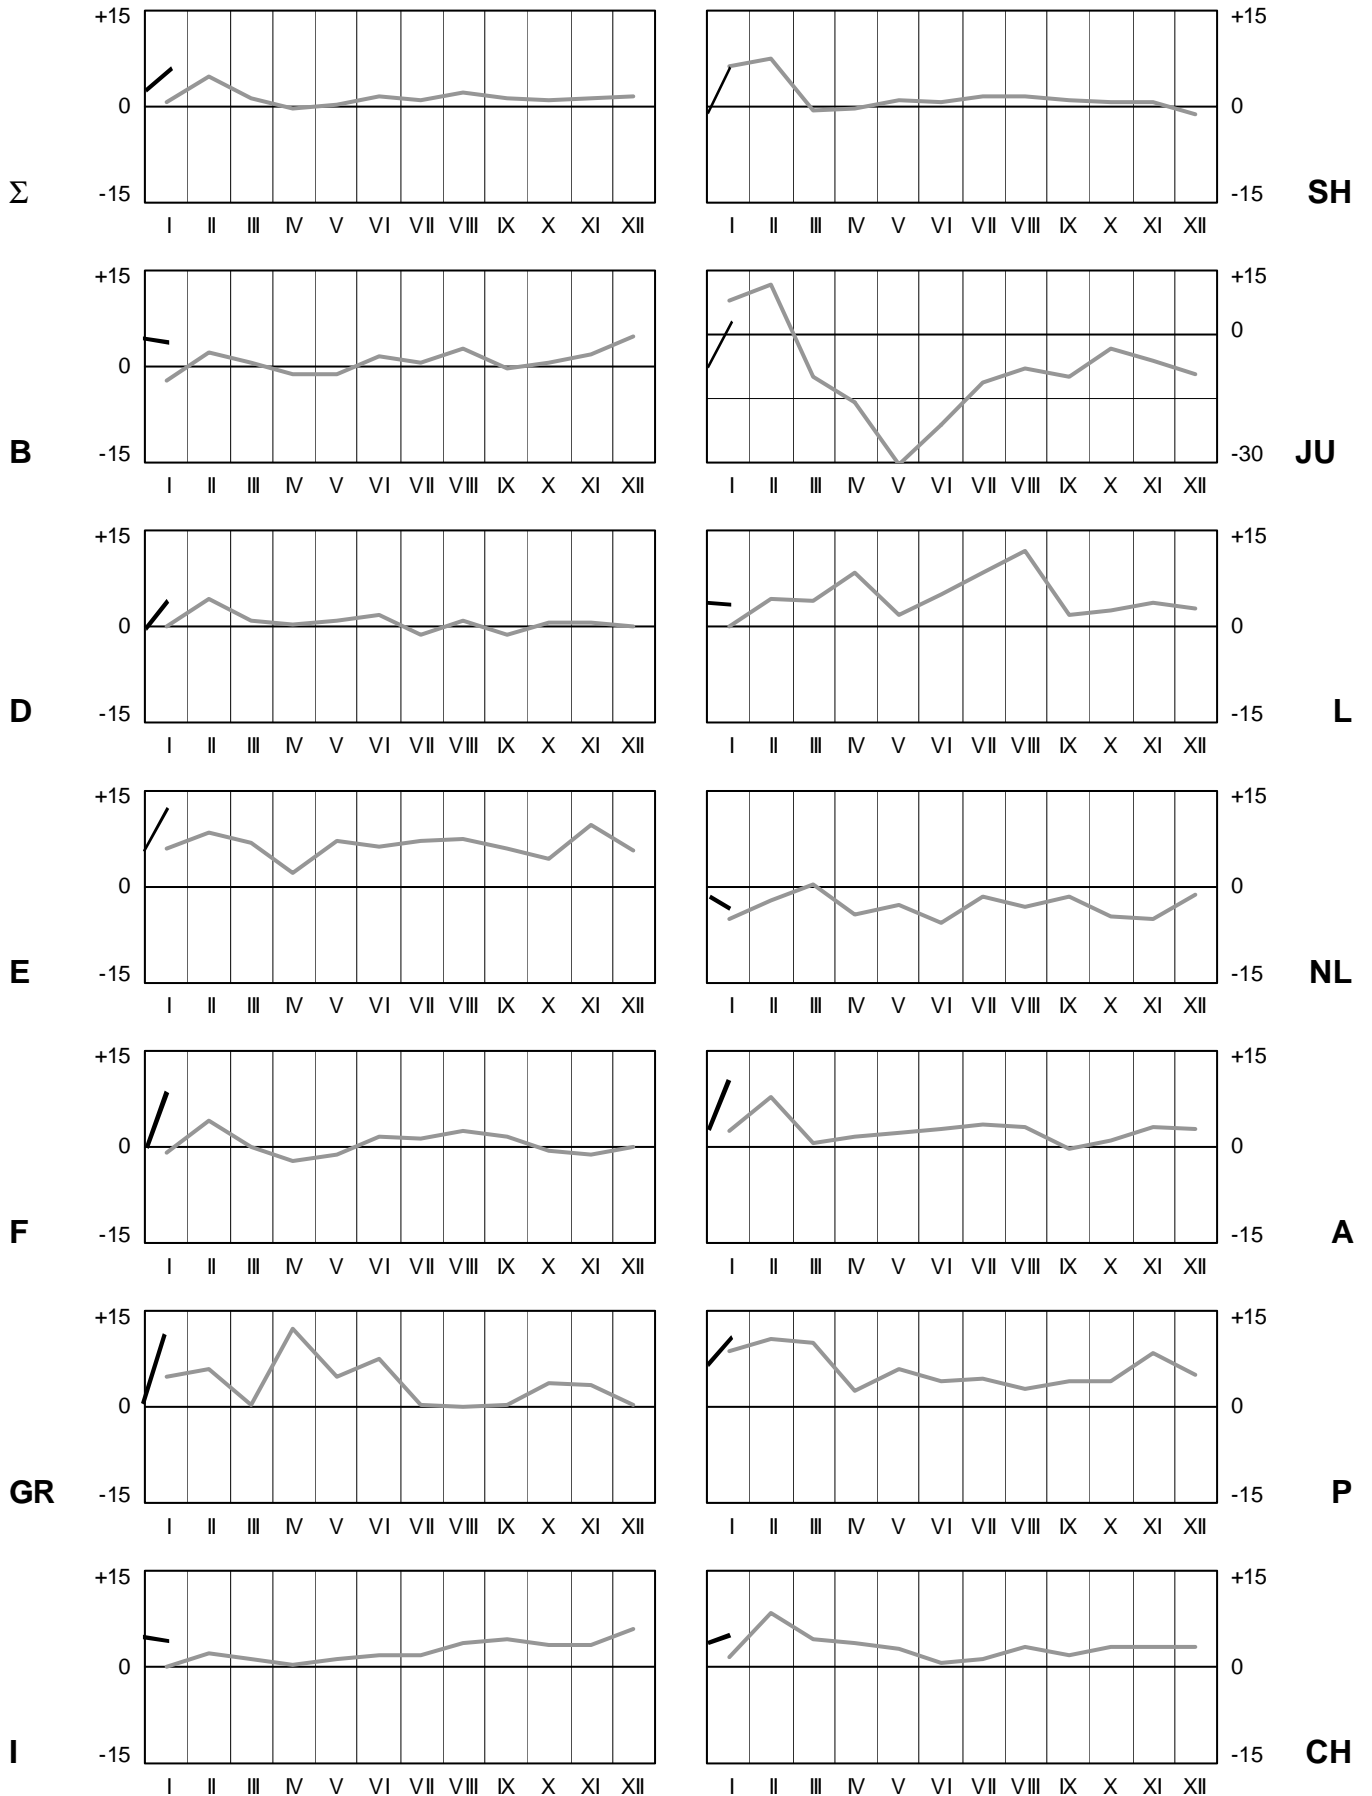 +15 +15
0 0
Σ -15 -15 SH
I II III IV V VI VII VIII IX X XI XII I II III IV V VI VII VIII IX X XI XII
+15 +15
0
0
B -15 -30 JU
I II III IV V VI VII VIII IX X XI XII I II III IV V VI VII VIII IX X XI XII
+15 +15
0 0
D -15 -15 L
I II III IV V VI VII VIII IX X XI XII I II III IV V VI VII VIII IX X XI XII
+15 +15
0 0
E -15 -15 NL
I II III IV V VI VII VIII IX X XI XII I II III IV V VI VII VIII IX X XI XII
+15 +15
0 0
F -15 -15 A
I II III IV V VI VII VIII IX X XI XII I II III IV V VI VII VIII IX X XI XII
+15 +15
0 0
GR -15 -15 P
I II III IV V VI VII VIII IX X XI XII I II III IV V VI VII VIII IX X XI XII
+15 +15
0 0
I -15 -15 CH
I II III IV V VI VII VIII IX X XI XII I II III IV V VI VII VIII IX X XI XII